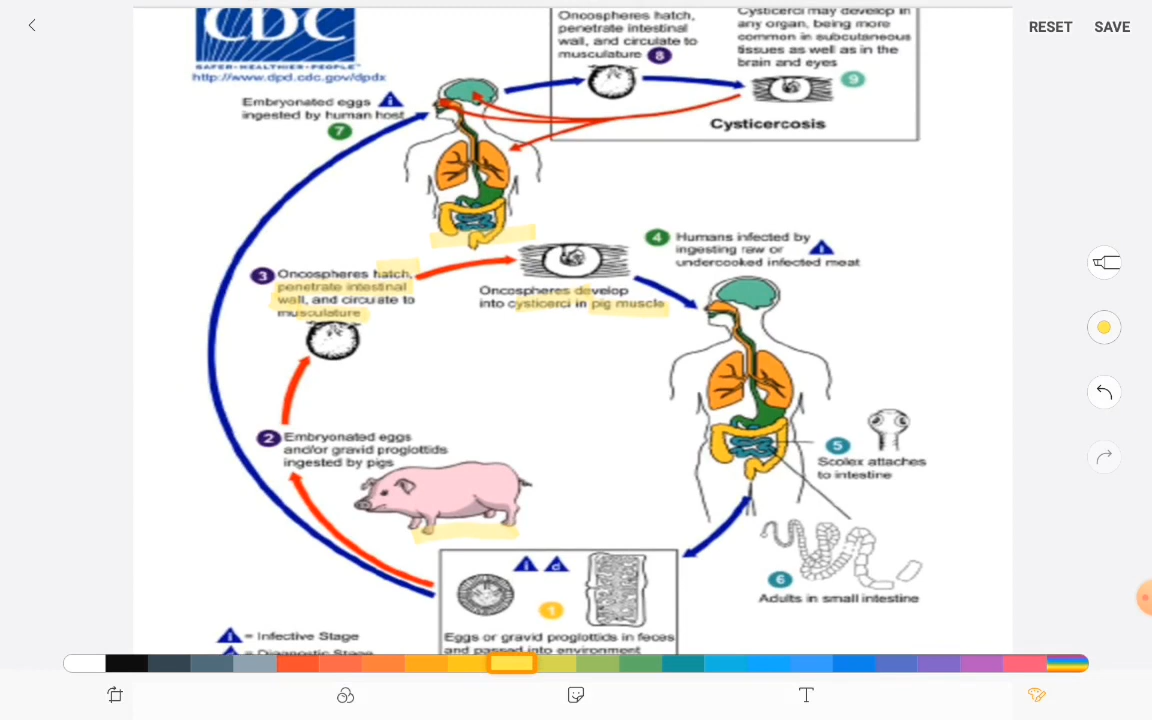 RESET SAVE
CDC
SAFER•HEALTHIER•PEOPLE™
http://www.dpd.cdc.gov/dpdx
Oncospheres hatch,
penetrate intestinal
wall, and circulate to
musculature 8
Cysticerci may develop in
any organ, being more
common in subcutaneous
tissues as well as in the
brain and eyes
9
Cysticercosis
Embryonated eggs i
ingested by human host
7
4 Humans infected by
ingesting raw or i
undercooked infected meat
3 Oncospheres hatch,
penetrate intestinal
wall, and circulate to
musculature
Oncospheres develop
into cysticerci in pig muscle
2 Embryonated eggs
and/or gravid proglottids
ingested by pigs
5
Scolex attaches
to intestine
6
Adults in small intestine
i d
1
Eggs or gravid proglottids in feces
and passed into environment
i = Infective Stage
= Diagnostic Stage
T